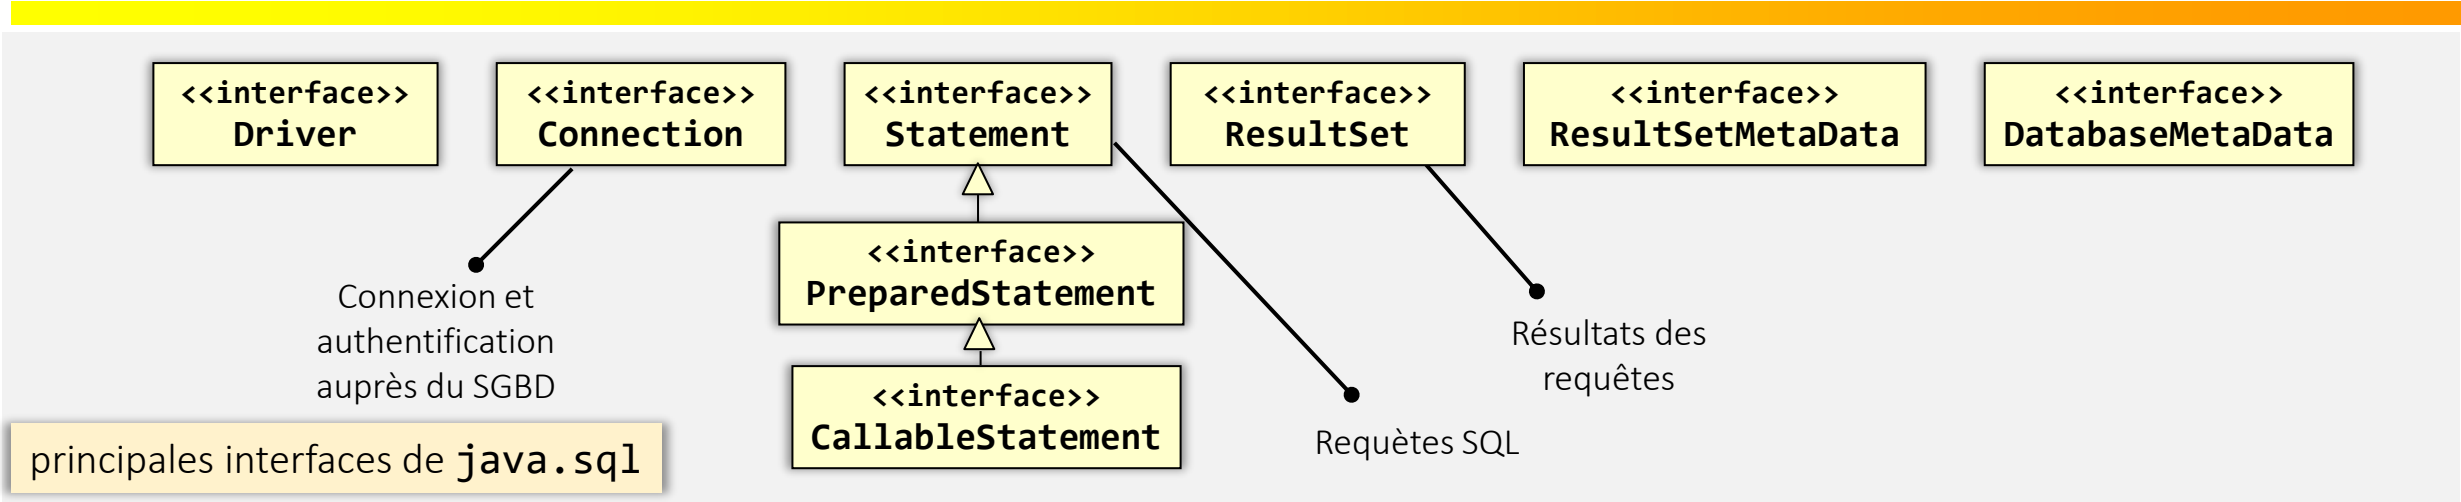 <<interface>>
Driver
<<interface>>
Connection
<<interface>>
Statement
<<interface>>
ResultSet
<<interface>>
ResultSetMetaData
<<interface>>
DatabaseMetaData
<<interface>>
PreparedStatement
<<interface>>
CallableStatement
Connexion et
authentification
auprès du SGBD
Résultats des
requêtes
Requètes SQL
principales interfaces de java.sql